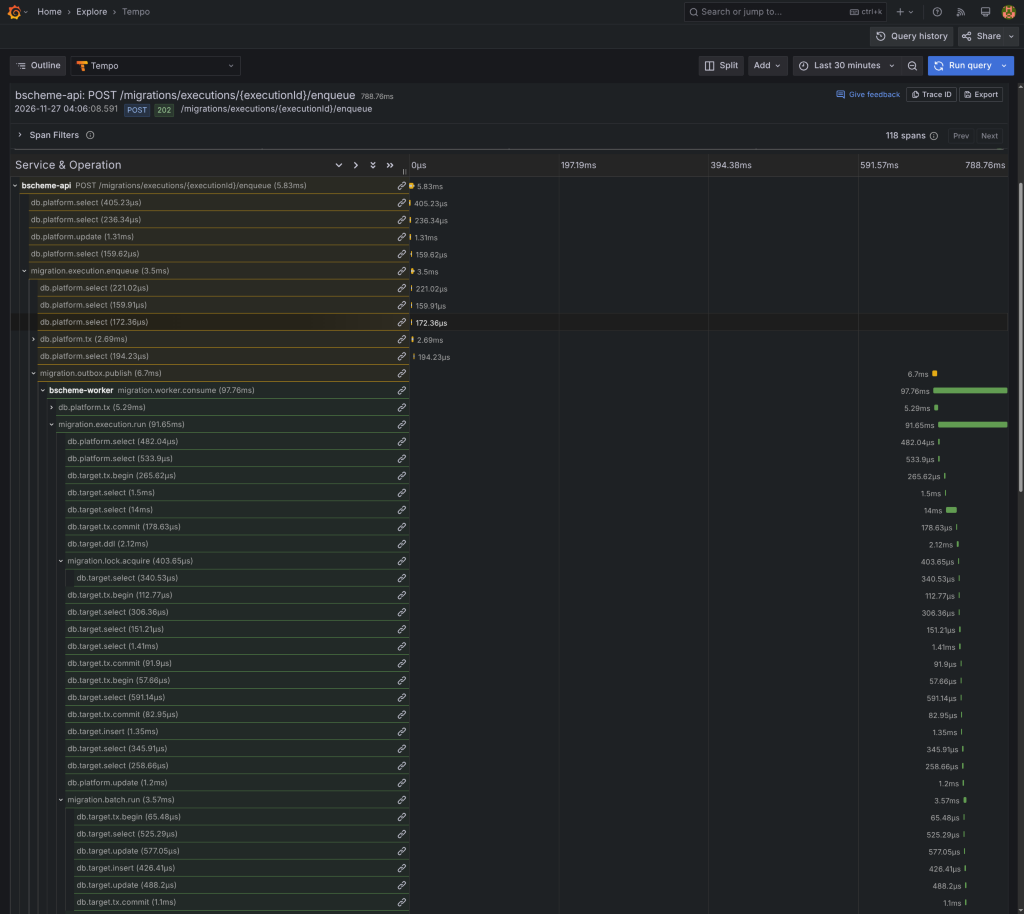 Home › Explore › Tempo
Search or jump to...
ctrl+k
Query history
Share
Outline
Tempo
Split
Add
Last 30 minutes
Run query
bscheme-api: POST /migrations/executions/{executionId}/enqueue 788.76ms
Give feedback
Trace ID
Export
2026-11-27 04:06:08.591 POST 202 /migrations/executions/{executionId}/enqueue
Span Filters
118 spans
Prev
Next
Service & Operation
0µs 197.19ms 394.38ms 591.57ms 788.76ms
bscheme-api POST /migrations/executions/{executionId}/enqueue (5.83ms) 5.83ms
db.platform.select (405.23µs) 405.23µs
db.platform.select (236.34µs) 236.34µs
db.platform.update (1.31ms) 1.31ms
db.platform.select (159.62µs) 159.62µs
migration.execution.enqueue (3.5ms) 3.5ms
db.platform.select (221.02µs) 221.02µs
db.platform.select (159.91µs) 159.91µs
db.platform.select (172.36µs) 172.36µs
db.platform.tx (2.69ms) 2.69ms
db.platform.select (194.23µs) 194.23µs
migration.outbox.publish (6.7ms) 6.7ms
bscheme-worker migration.worker.consume (97.76ms) 97.76ms
db.platform.tx (5.29ms) 5.29ms
migration.execution.run (91.65ms) 91.65ms
db.platform.select (482.04µs) 482.04µs
db.platform.select (533.9µs) 533.9µs
db.target.tx.begin (265.62µs) 265.62µs
db.target.select (1.5ms) 1.5ms
db.target.select (14ms) 14ms
db.target.tx.commit (178.63µs) 178.63µs
db.target.ddl (2.12ms) 2.12ms
migration.lock.acquire (403.65µs) 403.65µs
db.target.select (340.53µs) 340.53µs
db.target.tx.begin (112.77µs) 112.77µs
db.target.select (306.36µs) 306.36µs
db.target.select (151.21µs) 151.21µs
db.target.select (1.41ms) 1.41ms
db.target.tx.commit (91.9µs) 91.9µs
db.target.tx.begin (57.66µs) 57.66µs
db.target.select (591.14µs) 591.14µs
db.target.tx.commit (82.95µs) 82.95µs
db.target.insert (1.35ms) 1.35ms
db.target.select (345.91µs) 345.91µs
db.target.select (258.66µs) 258.66µs
db.platform.update (1.2ms) 1.2ms
migration.batch.run (3.57ms) 3.57ms
db.target.tx.begin (65.48µs) 65.48µs
db.target.select (525.29µs) 525.29µs
db.target.update (577.05µs) 577.05µs
db.target.insert (426.41µs) 426.41µs
db.target.update (488.2µs) 488.2µs
db.target.tx.commit (1.1ms) 1.1ms